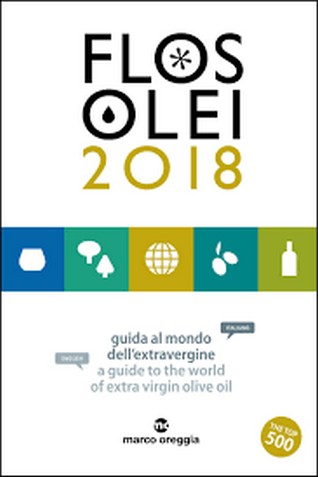 FLOS
OLEI
2018
ITALIANO
guida al mondo
dell'extravergine
ENGLISH
a guide to the world
of extra virgin olive oil
mo
marco oreggia
THE TOP
500